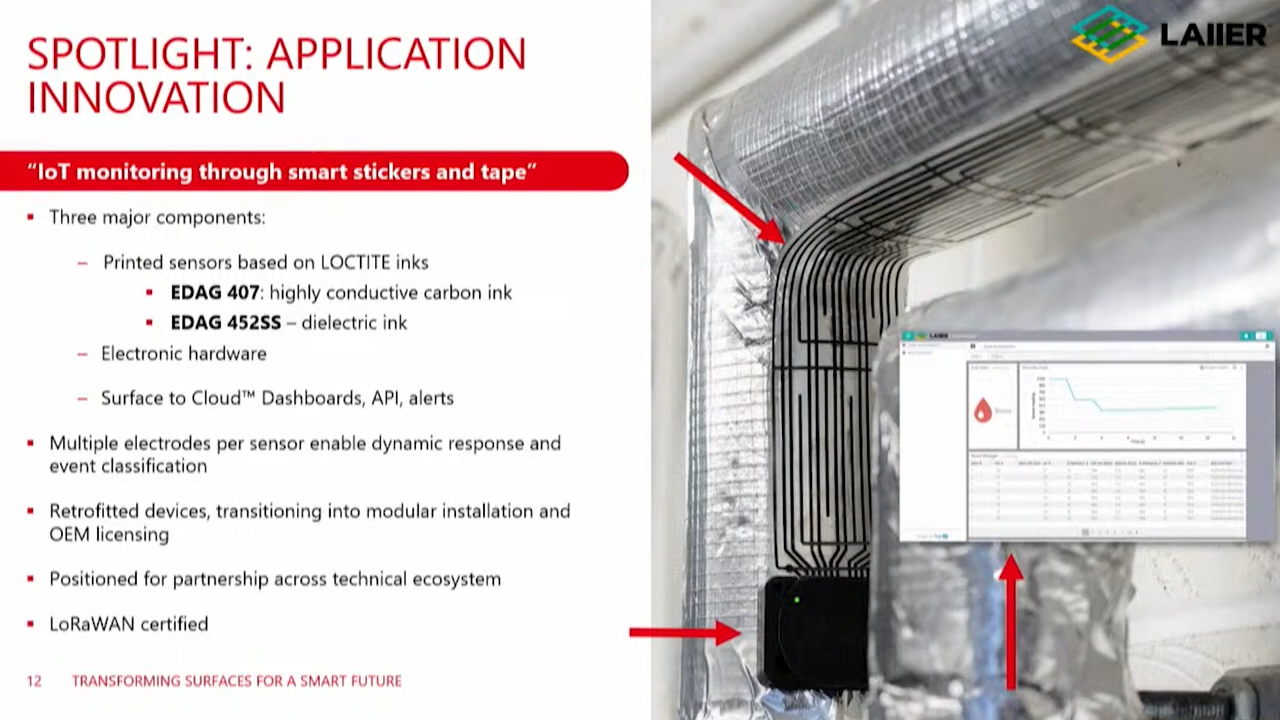 SPOTLIGHT: APPLICATION
INNOVATION
LAIIER
“IoT monitoring through smart stickers and tape”
▪ Three major components:
– Printed sensors based on LOCTITE inks
▪ EDAG 407: highly conductive carbon ink
▪ EDAG 452SS – dielectric ink
– Electronic hardware
– Surface to Cloud™ Dashboards, API, alerts
▪ Multiple electrodes per sensor enable dynamic response and
event classification
▪ Retrofitted devices, transitioning into modular installation and
OEM licensing
▪ Positioned for partnership across technical ecosystem
▪ LoRaWAN certified
12 TRANSFORMING SURFACES FOR A SMART FUTURE
LAIIER